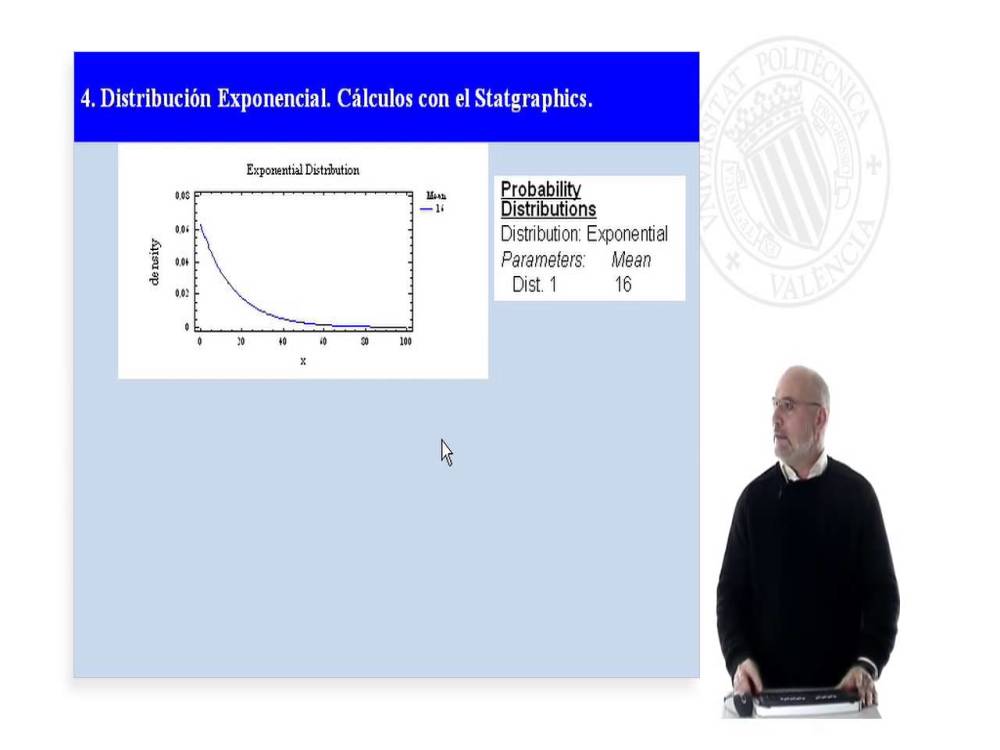 4. Distribución Exponencial. Cálculos con el Statgraphics.
Exponential Distribution
Mean
density
0,08
0,06
0,04
0,02
0
0 20 40 60 80 100
x
Probability
Distributions
Distribution: Exponential
Parameters: Mean
Dist. 1 16
UNIVERSITAT POLITÈCNICA
VALÈNCIA